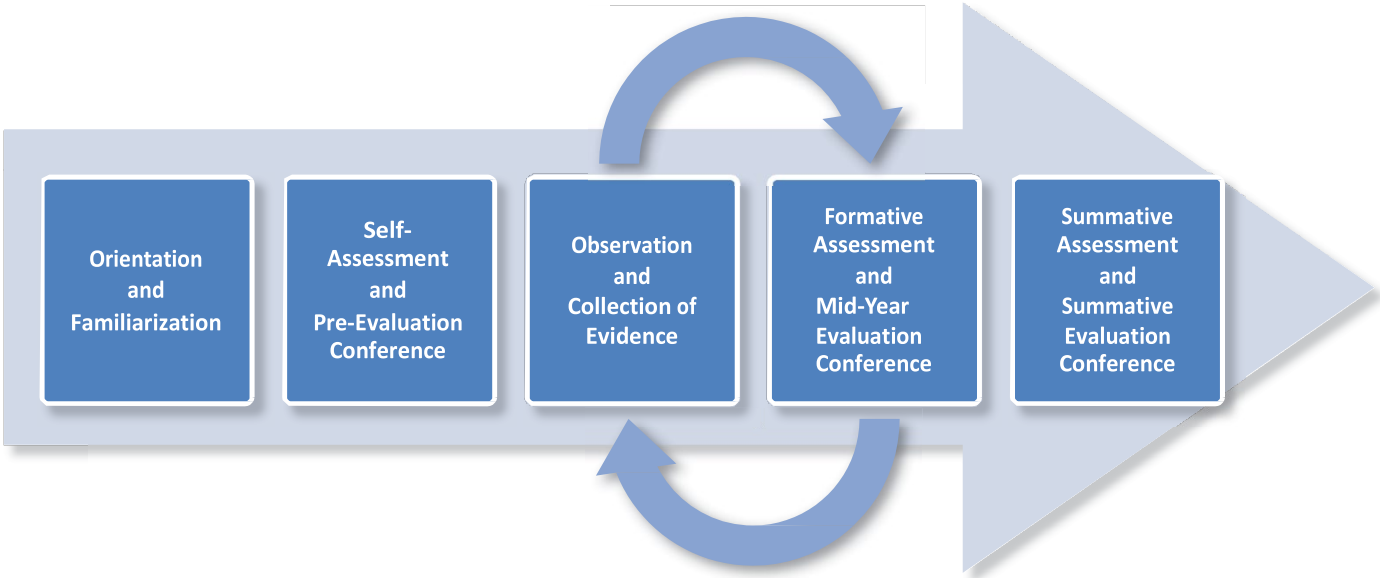 Orientation
and
Familiarization
Self-
Assessment
and
Pre-Evaluation
Conference
Observation
and
Collection of
Evidence
Formative
Assessment
and
Mid-Year
Evaluation
Conference
Summative
Assessment
and
Summative
Evaluation
Conference